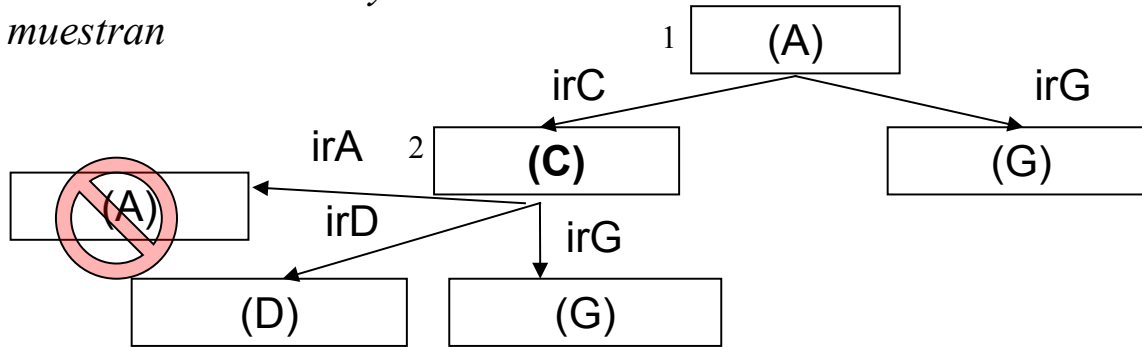 muestran
1 (A)
irC irG
irA 2 (C) (G)
(A)
irD irG
(D) (G)